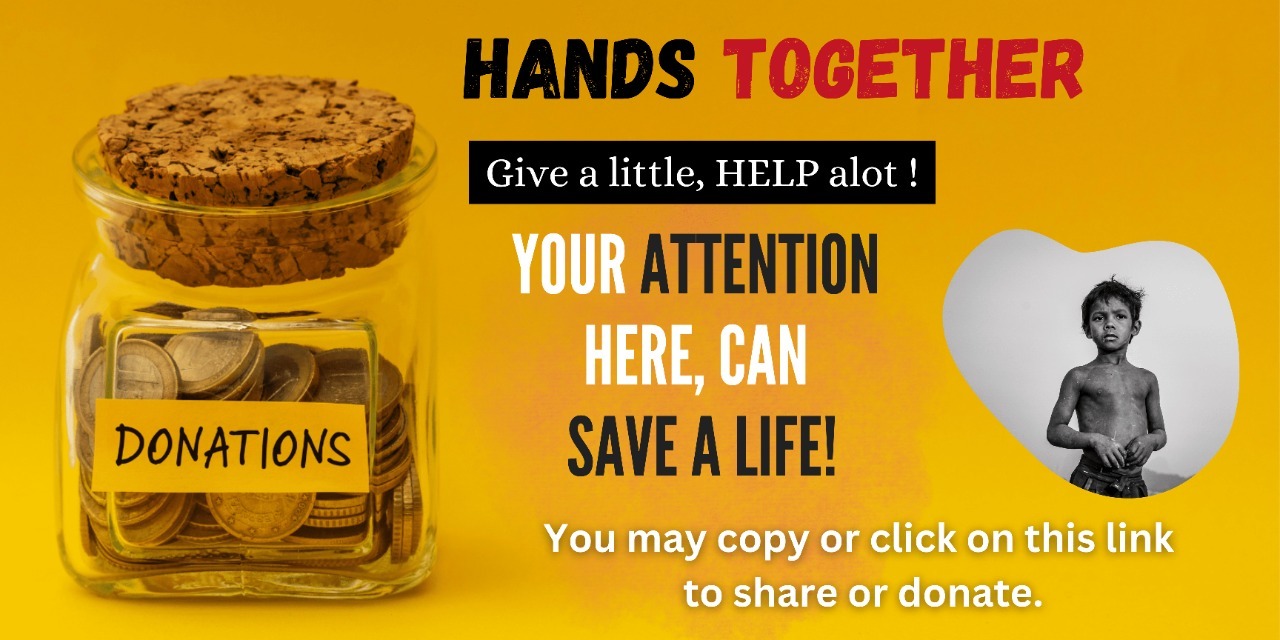 HANDS TOGETHER
Give a little, HELP alot !
YOUR ATTENTION
HERE, CAN
SAVE A LIFE!
DONATIONS
You may copy or click on this link
to share or donate.